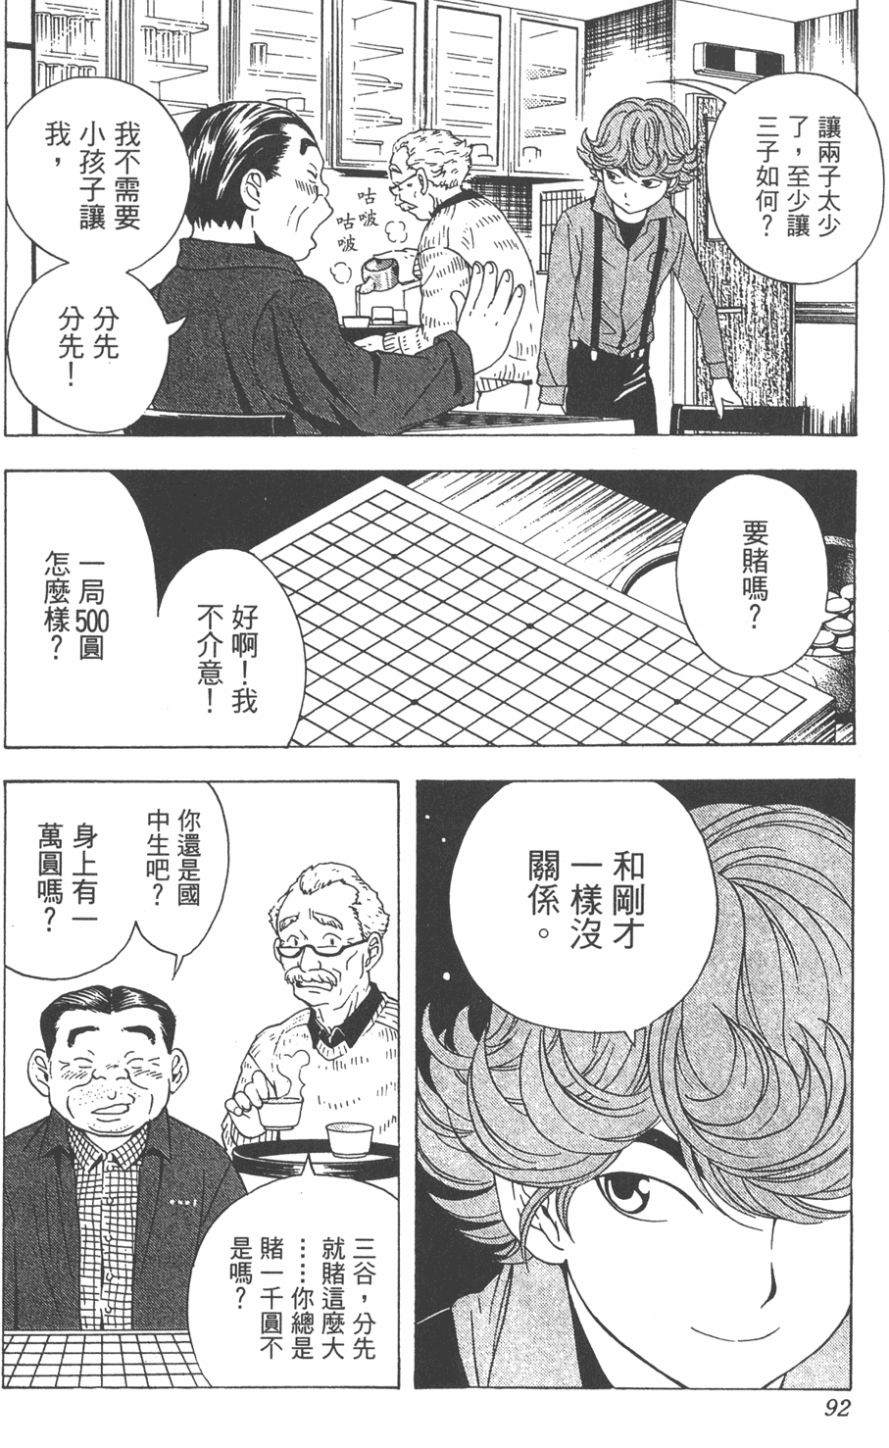 讓兩子太少
了，至少讓
三子如何？
咕啵
咕啵
我不需要
小孩子讓
我，
分先
分先！
要賭嗎？
好啊！我
不介意！
一局500圓
怎麼樣？
和剛才
一樣沒
關係。
你還是國
中生吧？
身上有一
萬圓嗎？
三谷，分先
就賭這麼大
……你總是
賭一千圓不
是嗎？
92